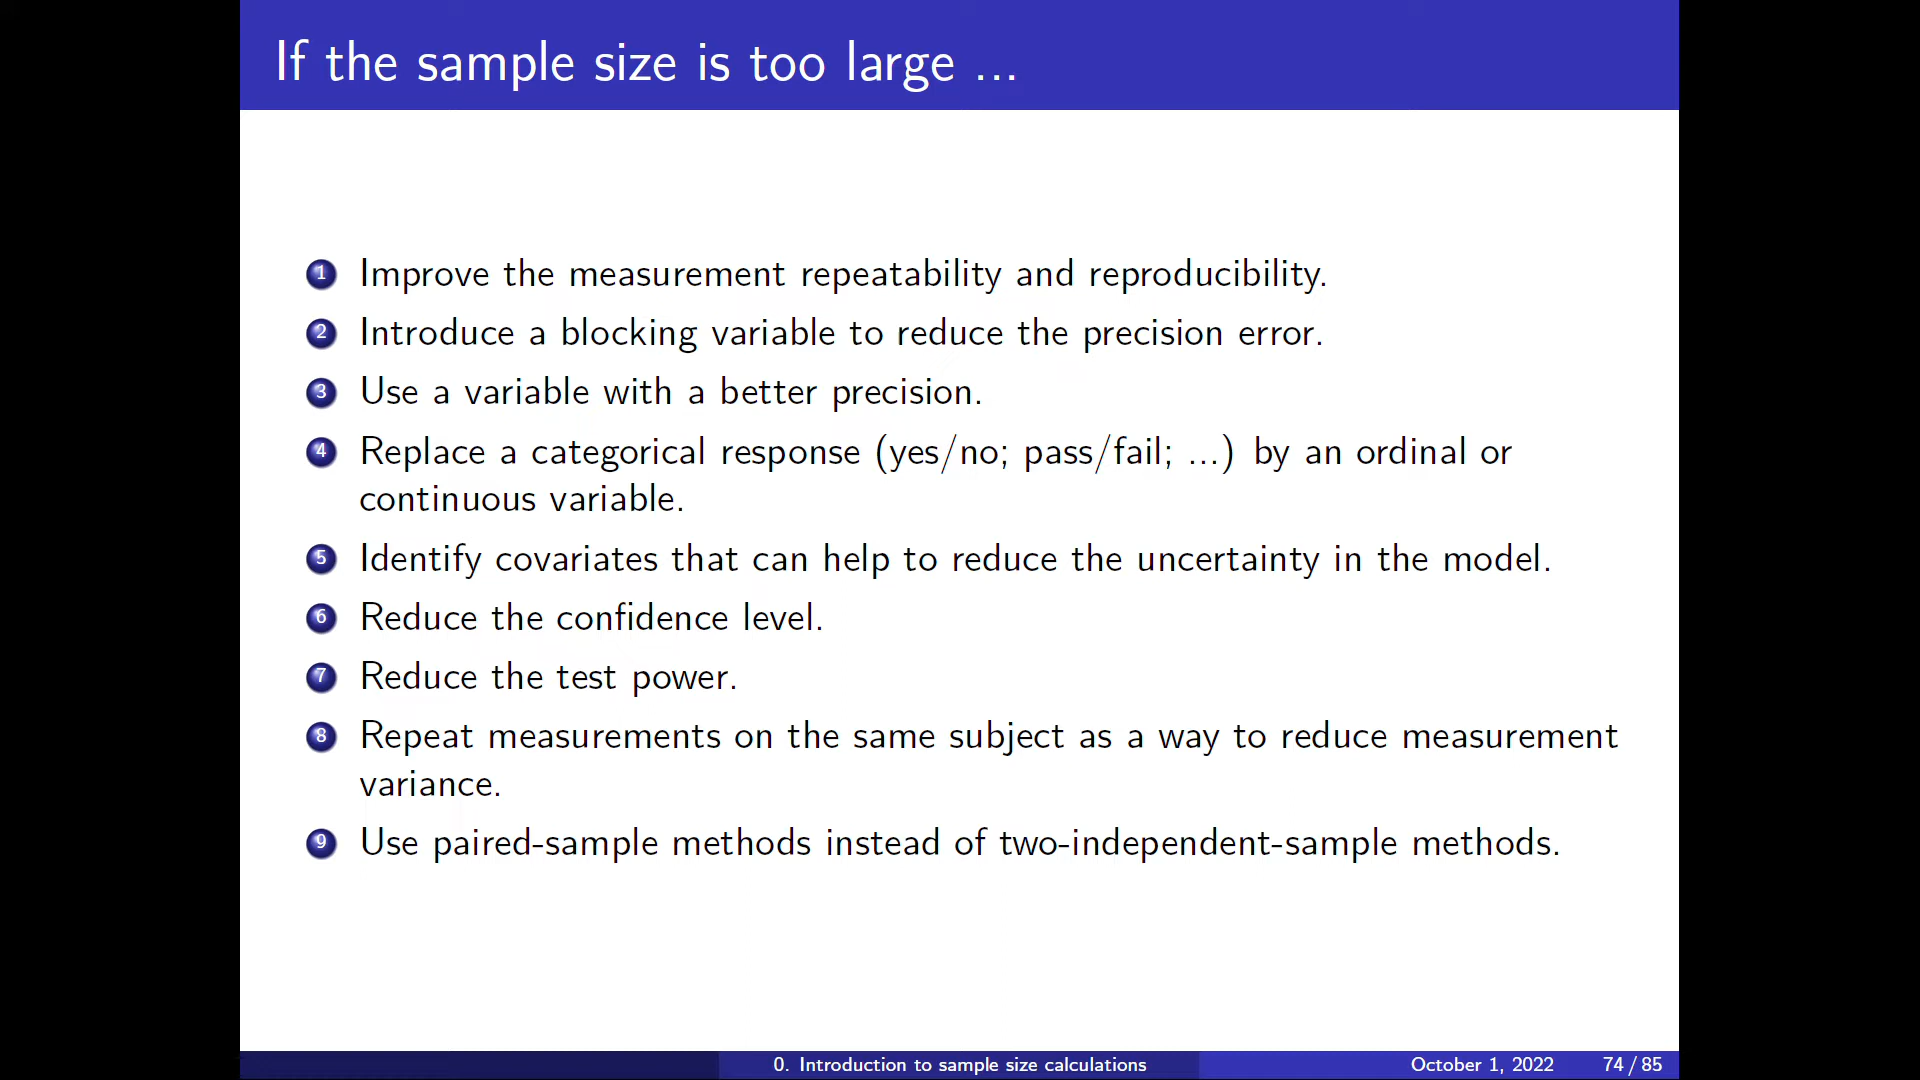 If the sample size is too large ...
1 Improve the measurement repeatability and reproducibility.
2 Introduce a blocking variable to reduce the precision error.
3 Use a variable with a better precision.
4 Replace a categorical response (yes/no; pass/fail; ...) by an ordinal or
continuous variable.
5 Identify covariates that can help to reduce the uncertainty in the model.
6 Reduce the confidence level.
7 Reduce the test power.
8 Repeat measurements on the same subject as a way to reduce measurement
variance.
9 Use paired-sample methods instead of two-independent-sample methods.
0. Introduction to sample size calculations October 1, 2022 74 / 85